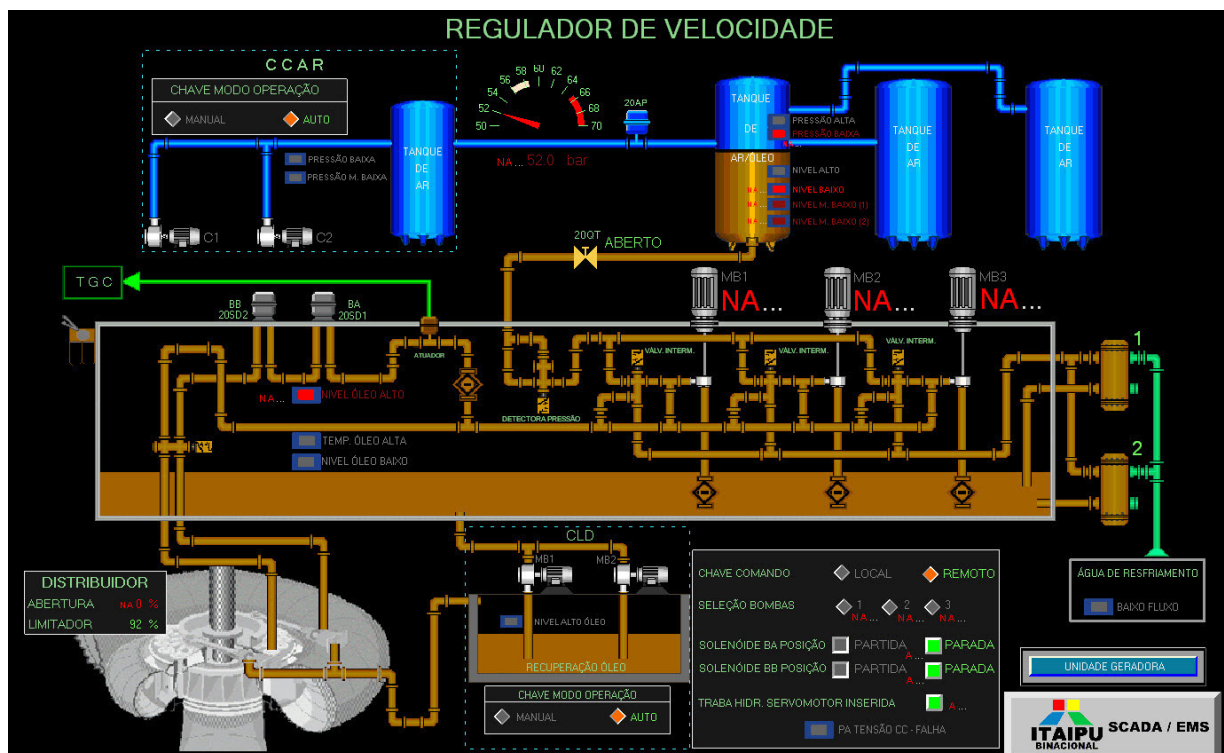 REGULADOR DE VELOCIDADE
CCAR
CHAVE MODO OPERAÇÃO
MANUAL
AUTO
PRESSÃO BAIXA
PRESSÃO M. BAIXA
C1
C2
TANQUE
DE
AR
50
52
54
56
58
60
62
64
66
68
70
NA... 52.0 bar
20AP
TANQUE
DE
AR/ÓLEO
PRESSÃO ALTA
PRESSÃO BAIXA
NA...
NIVEL ALTO
NA... NIVEL BAIXO
NA... NIVEL M. BAIXO (1)
NA... NIVEL M. BAIXO (2)
TANQUE
DE
AR
TANQUE
DE
AR
20QT
ABERTO
TGC
BB
20SD2
BA
20SD1
ATUADOR
MB1
NA...
MB2
NA...
MB3
NA...
VÁLV. INTERM.
VÁLV. INTERM.
VÁLV. INTERM.
DETECTORA PRESSÃO
NA... NIVEL ÓLEO ALTO
TEMP. ÓLEO ALTA
NIVEL ÓLEO BAIXO
1
2
DISTRIBUIDOR
ABERTURA NA 0 %
LIMITADOR 92 %
CLD
MB1
MB2
NIVEL ALTO ÓLEO
RECUPERAÇÃO ÓLEO
CHAVE MODO OPERAÇÃO
MANUAL
AUTO
CHAVE COMANDO LOCAL REMOTO
SELEÇÃO BOMBAS 1 2 3
NA... NA... NA...
SOLENÓIDE BA POSIÇÃO PARTIDA A... PARADA
SOLENÓIDE BB POSIÇÃO PARTIDA A... PARADA
TRABA HIDR. SERVOMOTOR INSERIDA A...
PA TENSÃO CC - FALHA
ÁGUA DE RESFRIAMENTO
BAIXO FLUXO
UNIDADE GERADORA
ITAIPU
BINACIONAL
SCADA / EMS